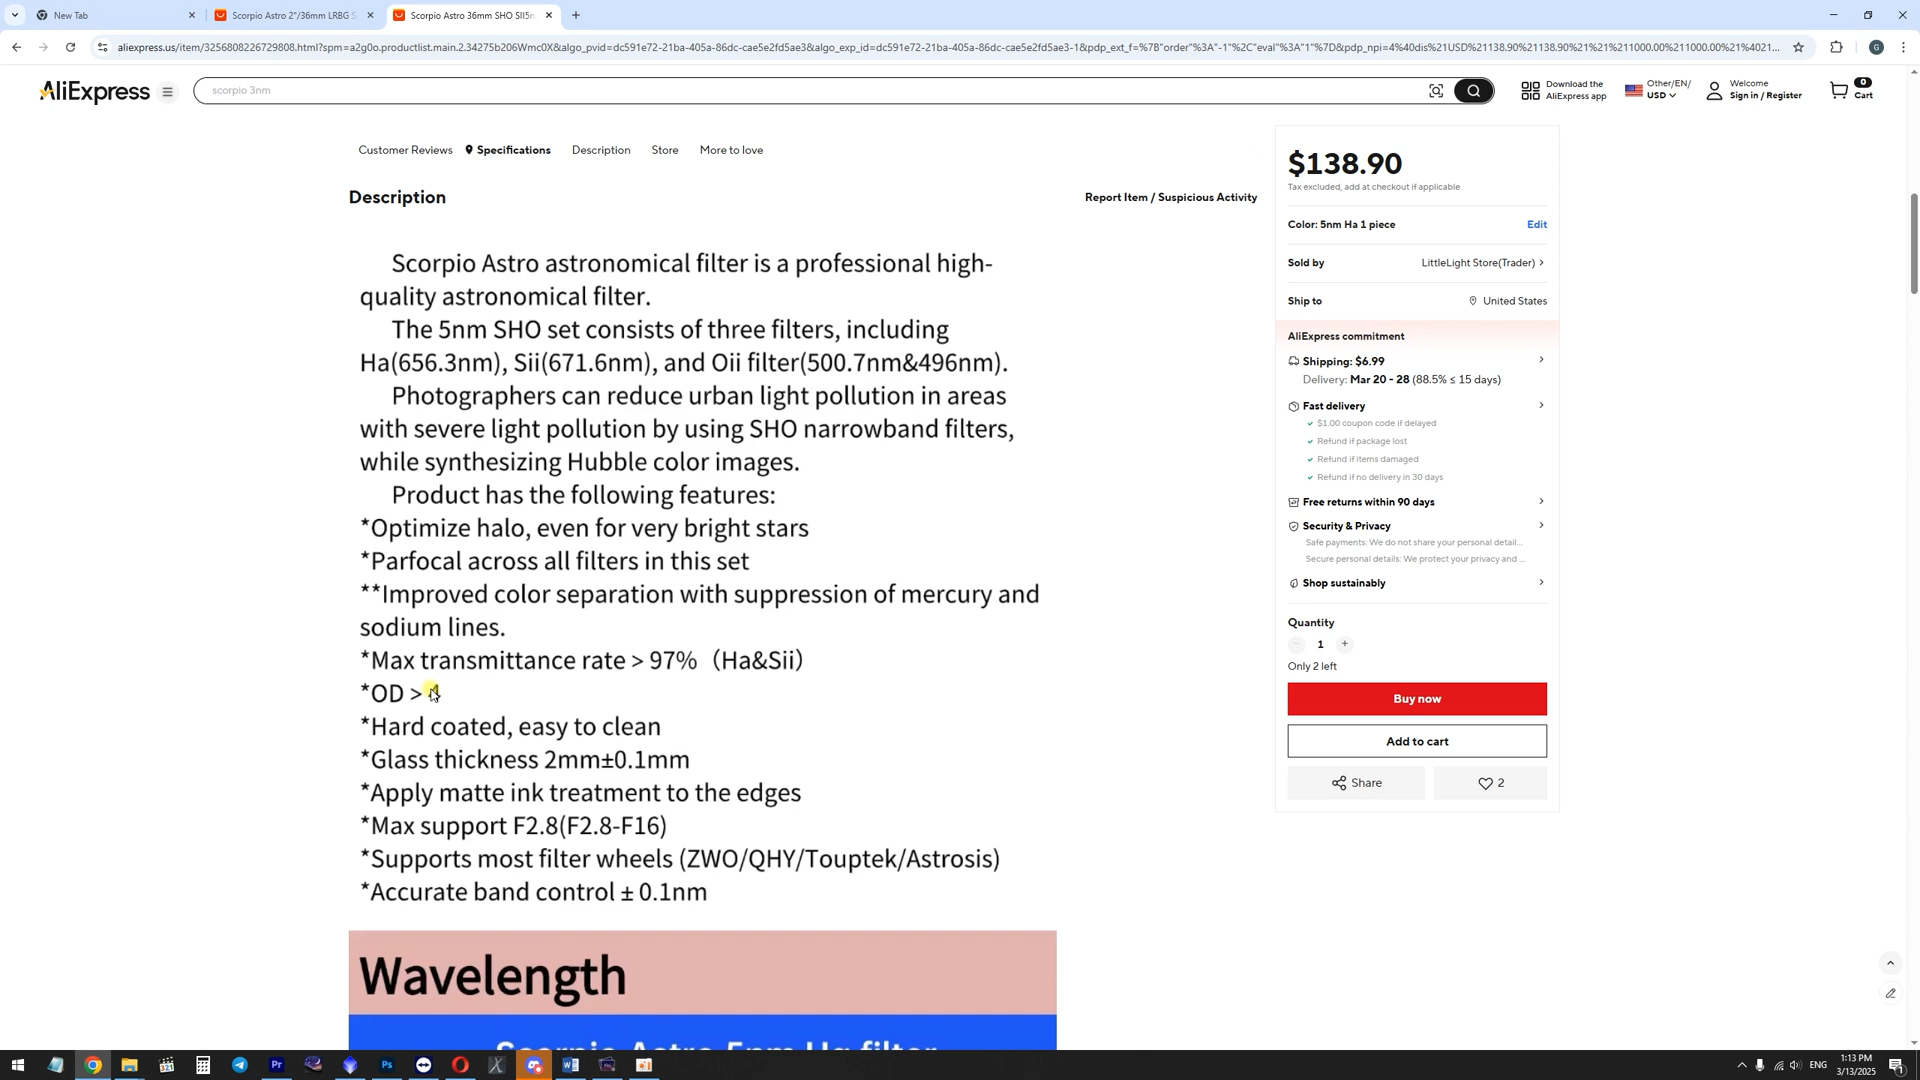 New Tab
Scorpio Astro 2"/36mm LRBG S
Scorpio Astro 36mm SHO SII5n
aliexpress.us/item/3256808226729808.html?spm=a2g0o.productlist.main.2.34275b206Wmc0X&algo_pvid=dc591e72-21ba-405a-86dc-cae5e2fd5ae3&algo_exp_id=dc591e72-21ba-405a-86dc-cae5e2fd5ae3-1&pdp_ext_f=%7B"order"%3A"-1"%2C"eval"%3A"1"%7D&pdp_npi=4%40dis%21USD%21138.90%21138.90%21%21%211000.00%211000.00%21%4021...
G
AliExpress
scorpio 3nm
Download the
AliExpress app
Other/EN/
USD
Welcome
Sign in / Register
0
Cart
Customer Reviews
Specifications
Description
Store
More to love
Description
Report Item / Suspicious Activity
Scorpio Astro astronomical filter is a professional high-
quality astronomical filter.
The 5nm SHO set consists of three filters, including
Ha(656.3nm), Sii(671.6nm), and Oii filter(500.7nm&496nm).
Photographers can reduce urban light pollution in areas
with severe light pollution by using SHO narrowband filters,
while synthesizing Hubble color images.
Product has the following features:
*Optimize halo, even for very bright stars
*Parfocal across all filters in this set
**Improved color separation with suppression of mercury and
sodium lines.
*Max transmittance rate > 97% （Ha&Sii）
*OD >
*Hard coated, easy to clean
*Glass thickness 2mm±0.1mm
*Apply matte ink treatment to the edges
*Max support F2.8(F2.8-F16)
*Supports most filter wheels (ZWO/QHY/Touptek/Astrosis)
*Accurate band control ± 0.1nm
Wavelength
Scorpio Astro 5nm Hα filter
$138.90
Tax excluded, add at checkout if applicable
Color: 5nm Ha 1 piece
Edit
Sold by
LittleLight Store(Trader)
Ship to
United States
AliExpress commitment
Shipping: $6.99
Delivery: Mar 20 - 28 (88.5% ≤ 15 days)
Fast delivery
$1.00 coupon code if delayed
Refund if package lost
Refund if items damaged
Refund if no delivery in 30 days
Free returns within 90 days
Security & Privacy
Safe payments: We do not share your personal detail...
Secure personal details: We protect your privacy and ...
Shop sustainably
Quantity
1
Only 2 left
Buy now
Add to cart
Share
2
ENG
1:13 PM
3/13/2025